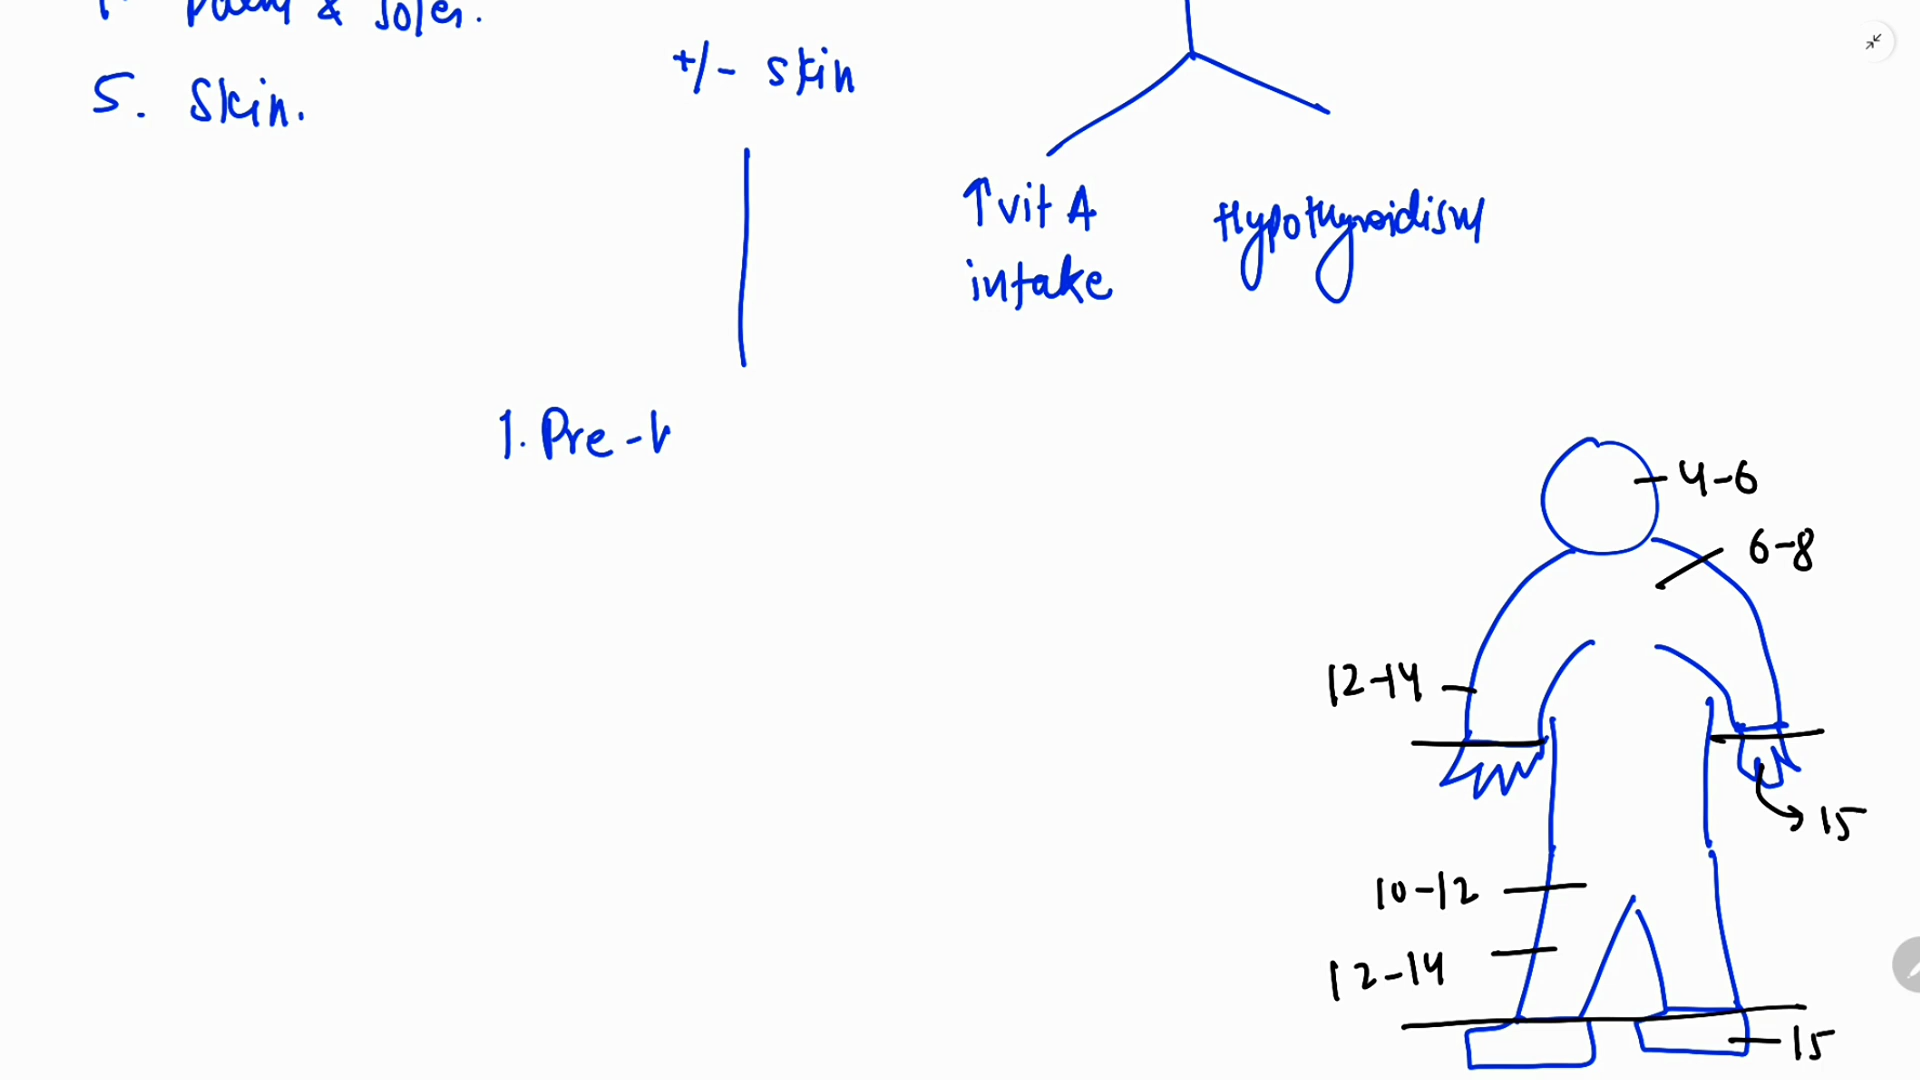 & soles.
5. Skin.
+/- skin
↑ vit A
intake
Hypothyroidism
1. Pre -
4-6
6-8
12-14
15
10-12
12-14
15